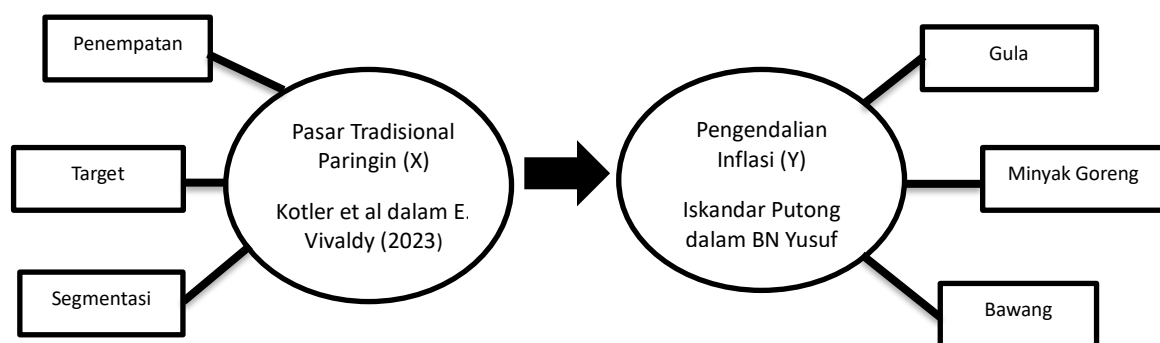 Penempatan
Target
Segmentasi
Pasar Tradisional
Paringin (X)
Kotler et al dalam E.
Vivaldy (2023)
Pengendalian
Inflasi (Y)
Iskandar Putong
dalam BN Yusuf
Gula
Minyak Goreng
Bawang